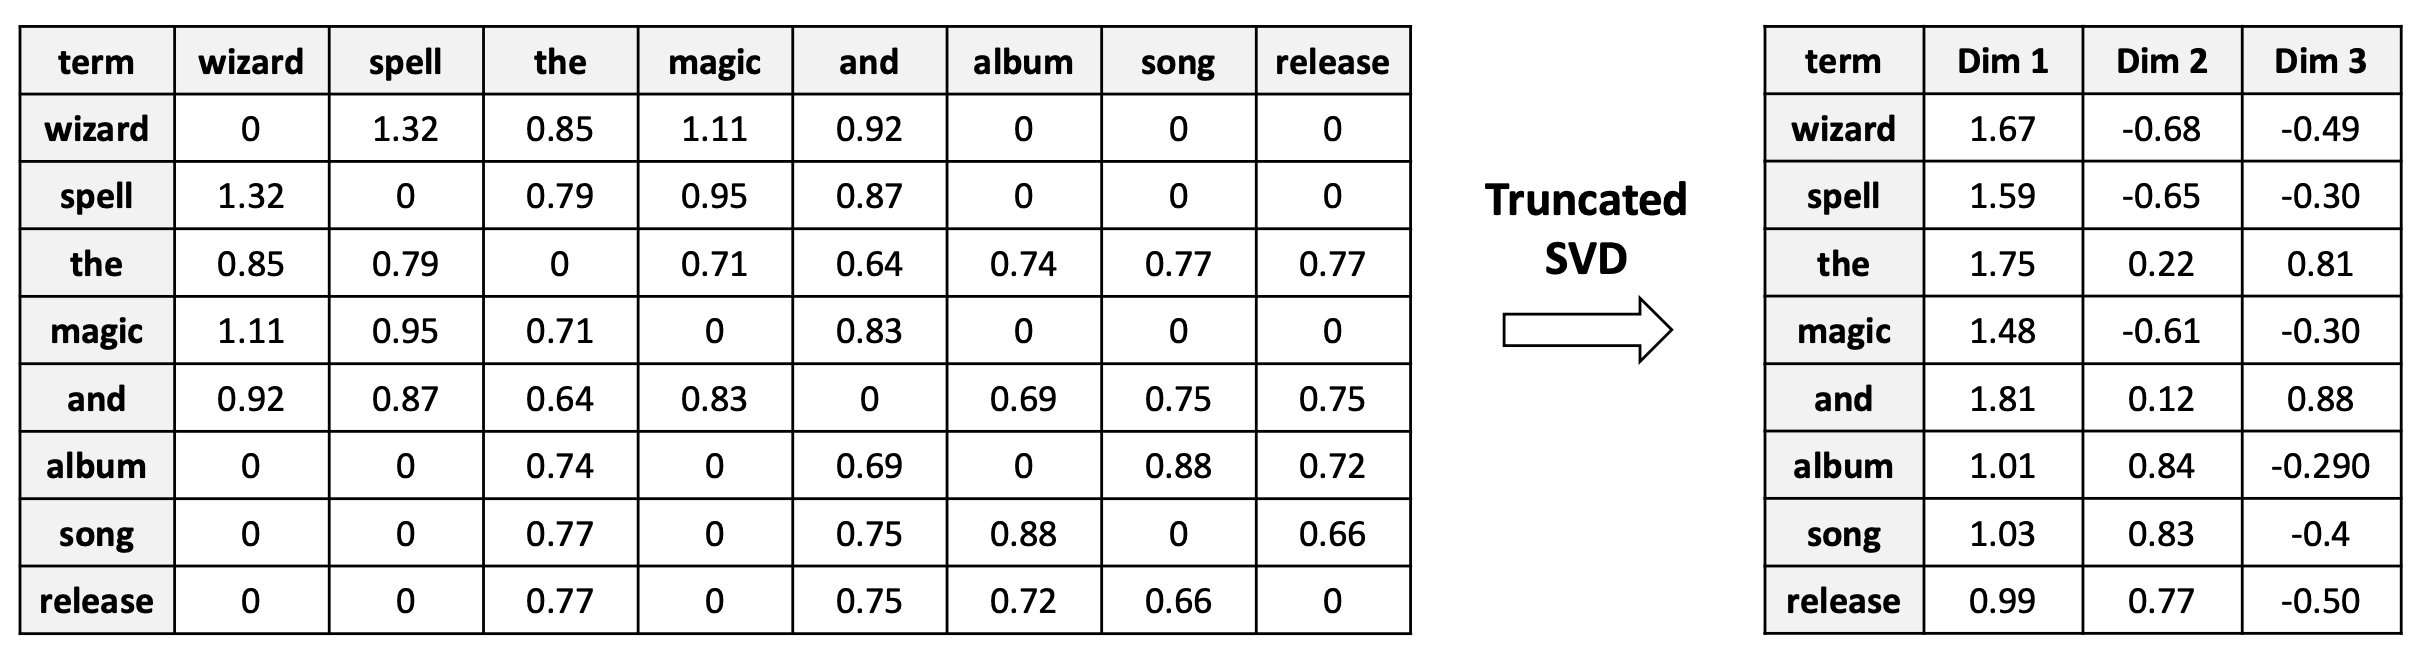 term wizard spell the magic and album song release
wizard 0 1.32 0.85 1.11 0.92 0 0 0
spell 1.32 0 0.79 0.95 0.87 0 0 0
the 0.85 0.79 0 0.71 0.64 0.74 0.77 0.77
magic 1.11 0.95 0.71 0 0.83 0 0 0
and 0.92 0.87 0.64 0.83 0 0.69 0.75 0.75
album 0 0 0.74 0 0.69 0 0.88 0.72
song 0 0 0.77 0 0.75 0.88 0 0.66
release 0 0 0.77 0 0.75 0.72 0.66 0
Truncated
SVD
term Dim 1 Dim 2 Dim 3
wizard 1.67 -0.68 -0.49
spell 1.59 -0.65 -0.30
the 1.75 0.22 0.81
magic 1.48 -0.61 -0.30
and 1.81 0.12 0.88
album 1.01 0.84 -0.290
song 1.03 0.83 -0.4
release 0.99 0.77 -0.50